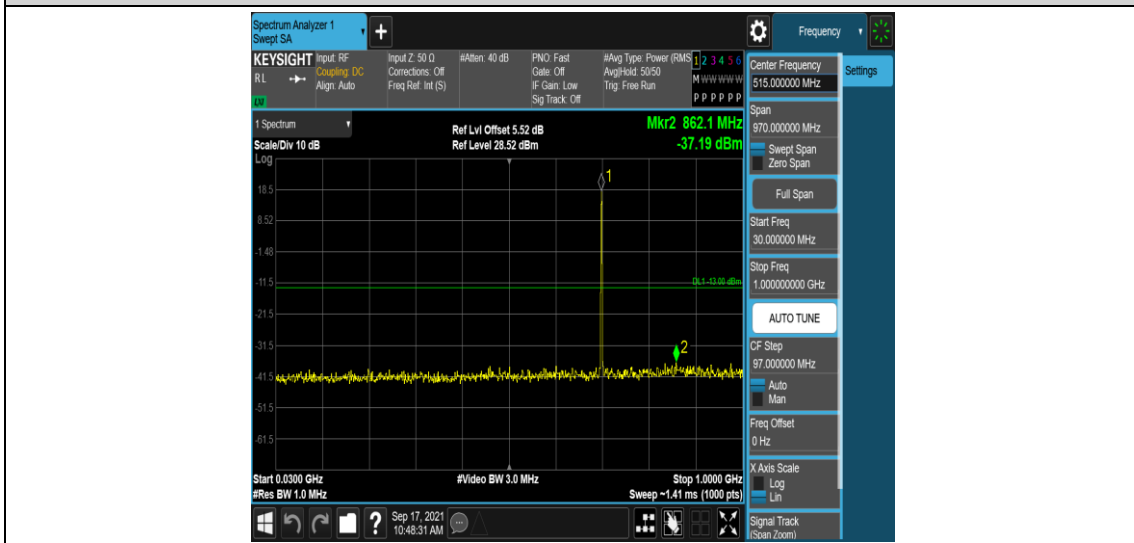 Spectrum Analyzer 1
Swept SA
+
Frequency
KEYSIGHT
RL
Input: RF
Coupling: DC
Align: Auto
Input Z: 50 Ω
Corrections: Off
Freq Ref: Int (S)
#Atten: 40 dB
PNO: Fast
Gate: Off
IF Gain: Low
Sig Track: Off
#Avg Type: Power (RMS
Avg|Hold: 50/50
Trig: Free Run
1 2 3 4 5 6
M W W W W W
P P P P P P
1 Spectrum
Scale/Div 10 dB
Ref Lvl Offset 5.52 dB
Ref Level 28.52 dBm
Mkr2 862.1 MHz
-37.19 dBm
Log
1
18.5
8.52
-1.48
-11.5
DL1 -13.00 dBm
-21.5
-31.5
2
-41.5
-51.5
-61.5
Start 0.0300 GHz
#Video BW 3.0 MHz
Stop 1.0000 GHz
#Res BW 1.0 MHz
Sweep ~1.41 ms (1000 pts)
?
Sep 17, 2021
10:48:31 AM
Center Frequency
515.000000 MHz
Settings
Span
970.000000 MHz
Swept Span
Zero Span
Full Span
Start Freq
30.000000 MHz
Stop Freq
1.000000000 GHz
AUTO TUNE
CF Step
97.000000 MHz
Auto
Man
Freq Offset
0 Hz
X Axis Scale
Log
Lin
Signal Track
(Span Zoom)